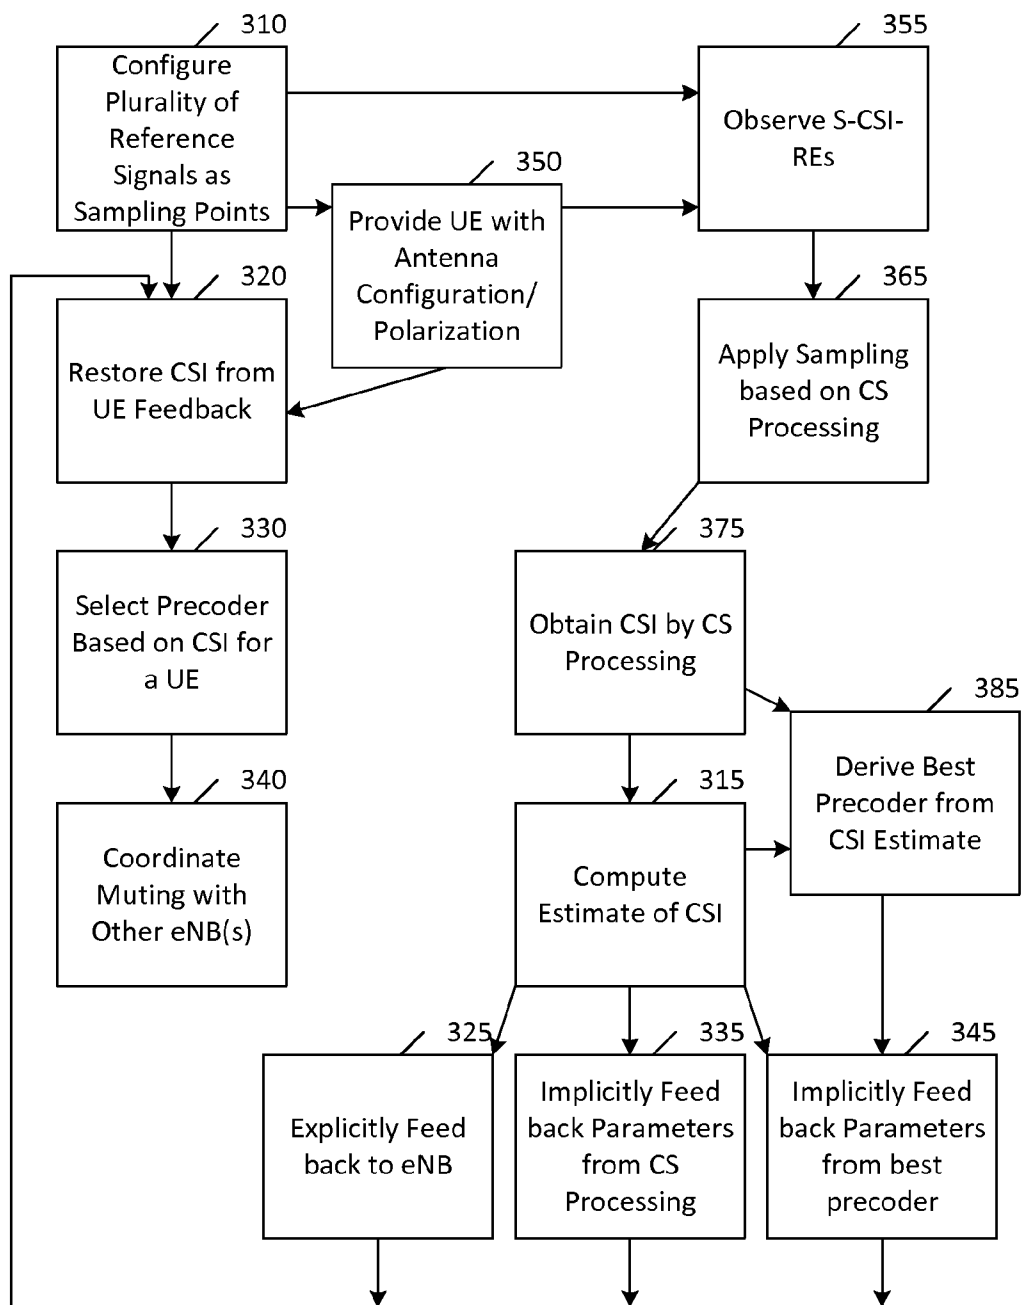 310
Configure
Plurality of
Reference
Signals as
Sampling Points
355
Observe S-CSI-
REs
350
Provide UE with
Antenna
Configuration/
Polarization
320
Restore CSI from
UE Feedback
365
Apply Sampling
based on CS
Processing
330
Select Precoder
Based on CSI for
a UE
375
Obtain CSI by CS
Processing
385
Derive Best
Precoder from
CSI Estimate
340
Coordinate
Muting with
Other eNB(s)
315
Compute
Estimate of CSI
325
Explicitly Feed
back to eNB
335
Implicitly Feed
back Parameters
from CS
Processing
345
Implicitly Feed
back Parameters
from best
precoder